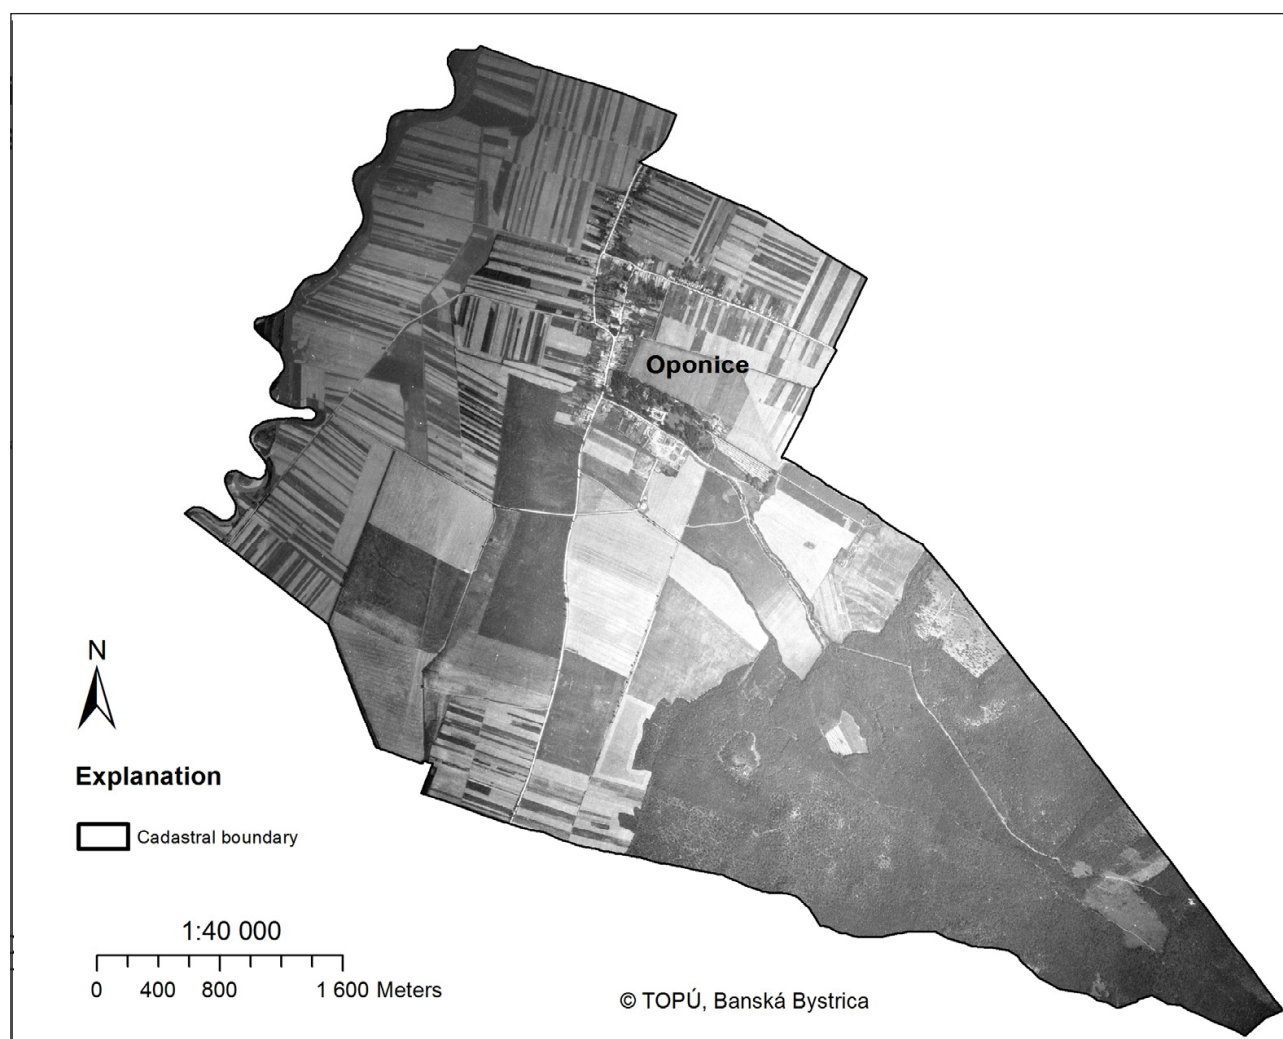 Oponice
N
Explanation
Cadastral boundary
1:40 000
0 400 800 1 600 Meters
© TOPÚ, Banská Bystrica